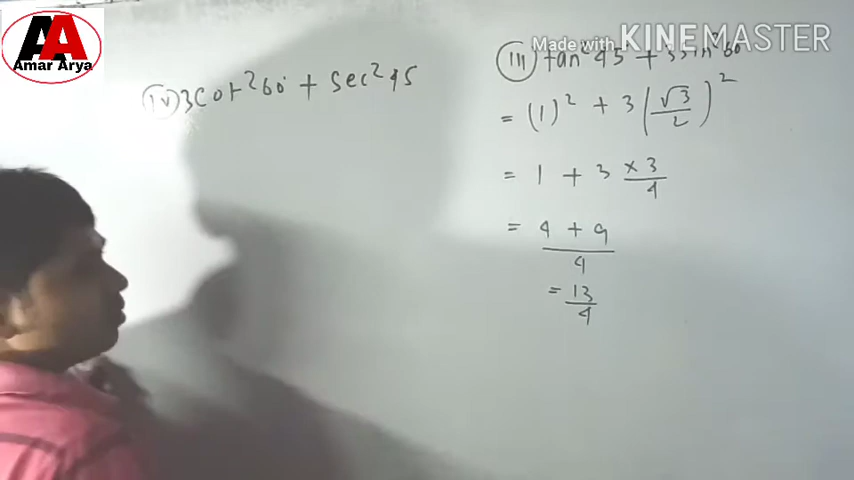 AA
Amar Arya
Made with KINEMASTER
(iv) 3cot²60° + sec²45
(iii) tan²45° + 3sin²60
= (1)² + 3(√3/2)²
= 1 + 3 × 3/4
= 4 + 9/4
= 13/4